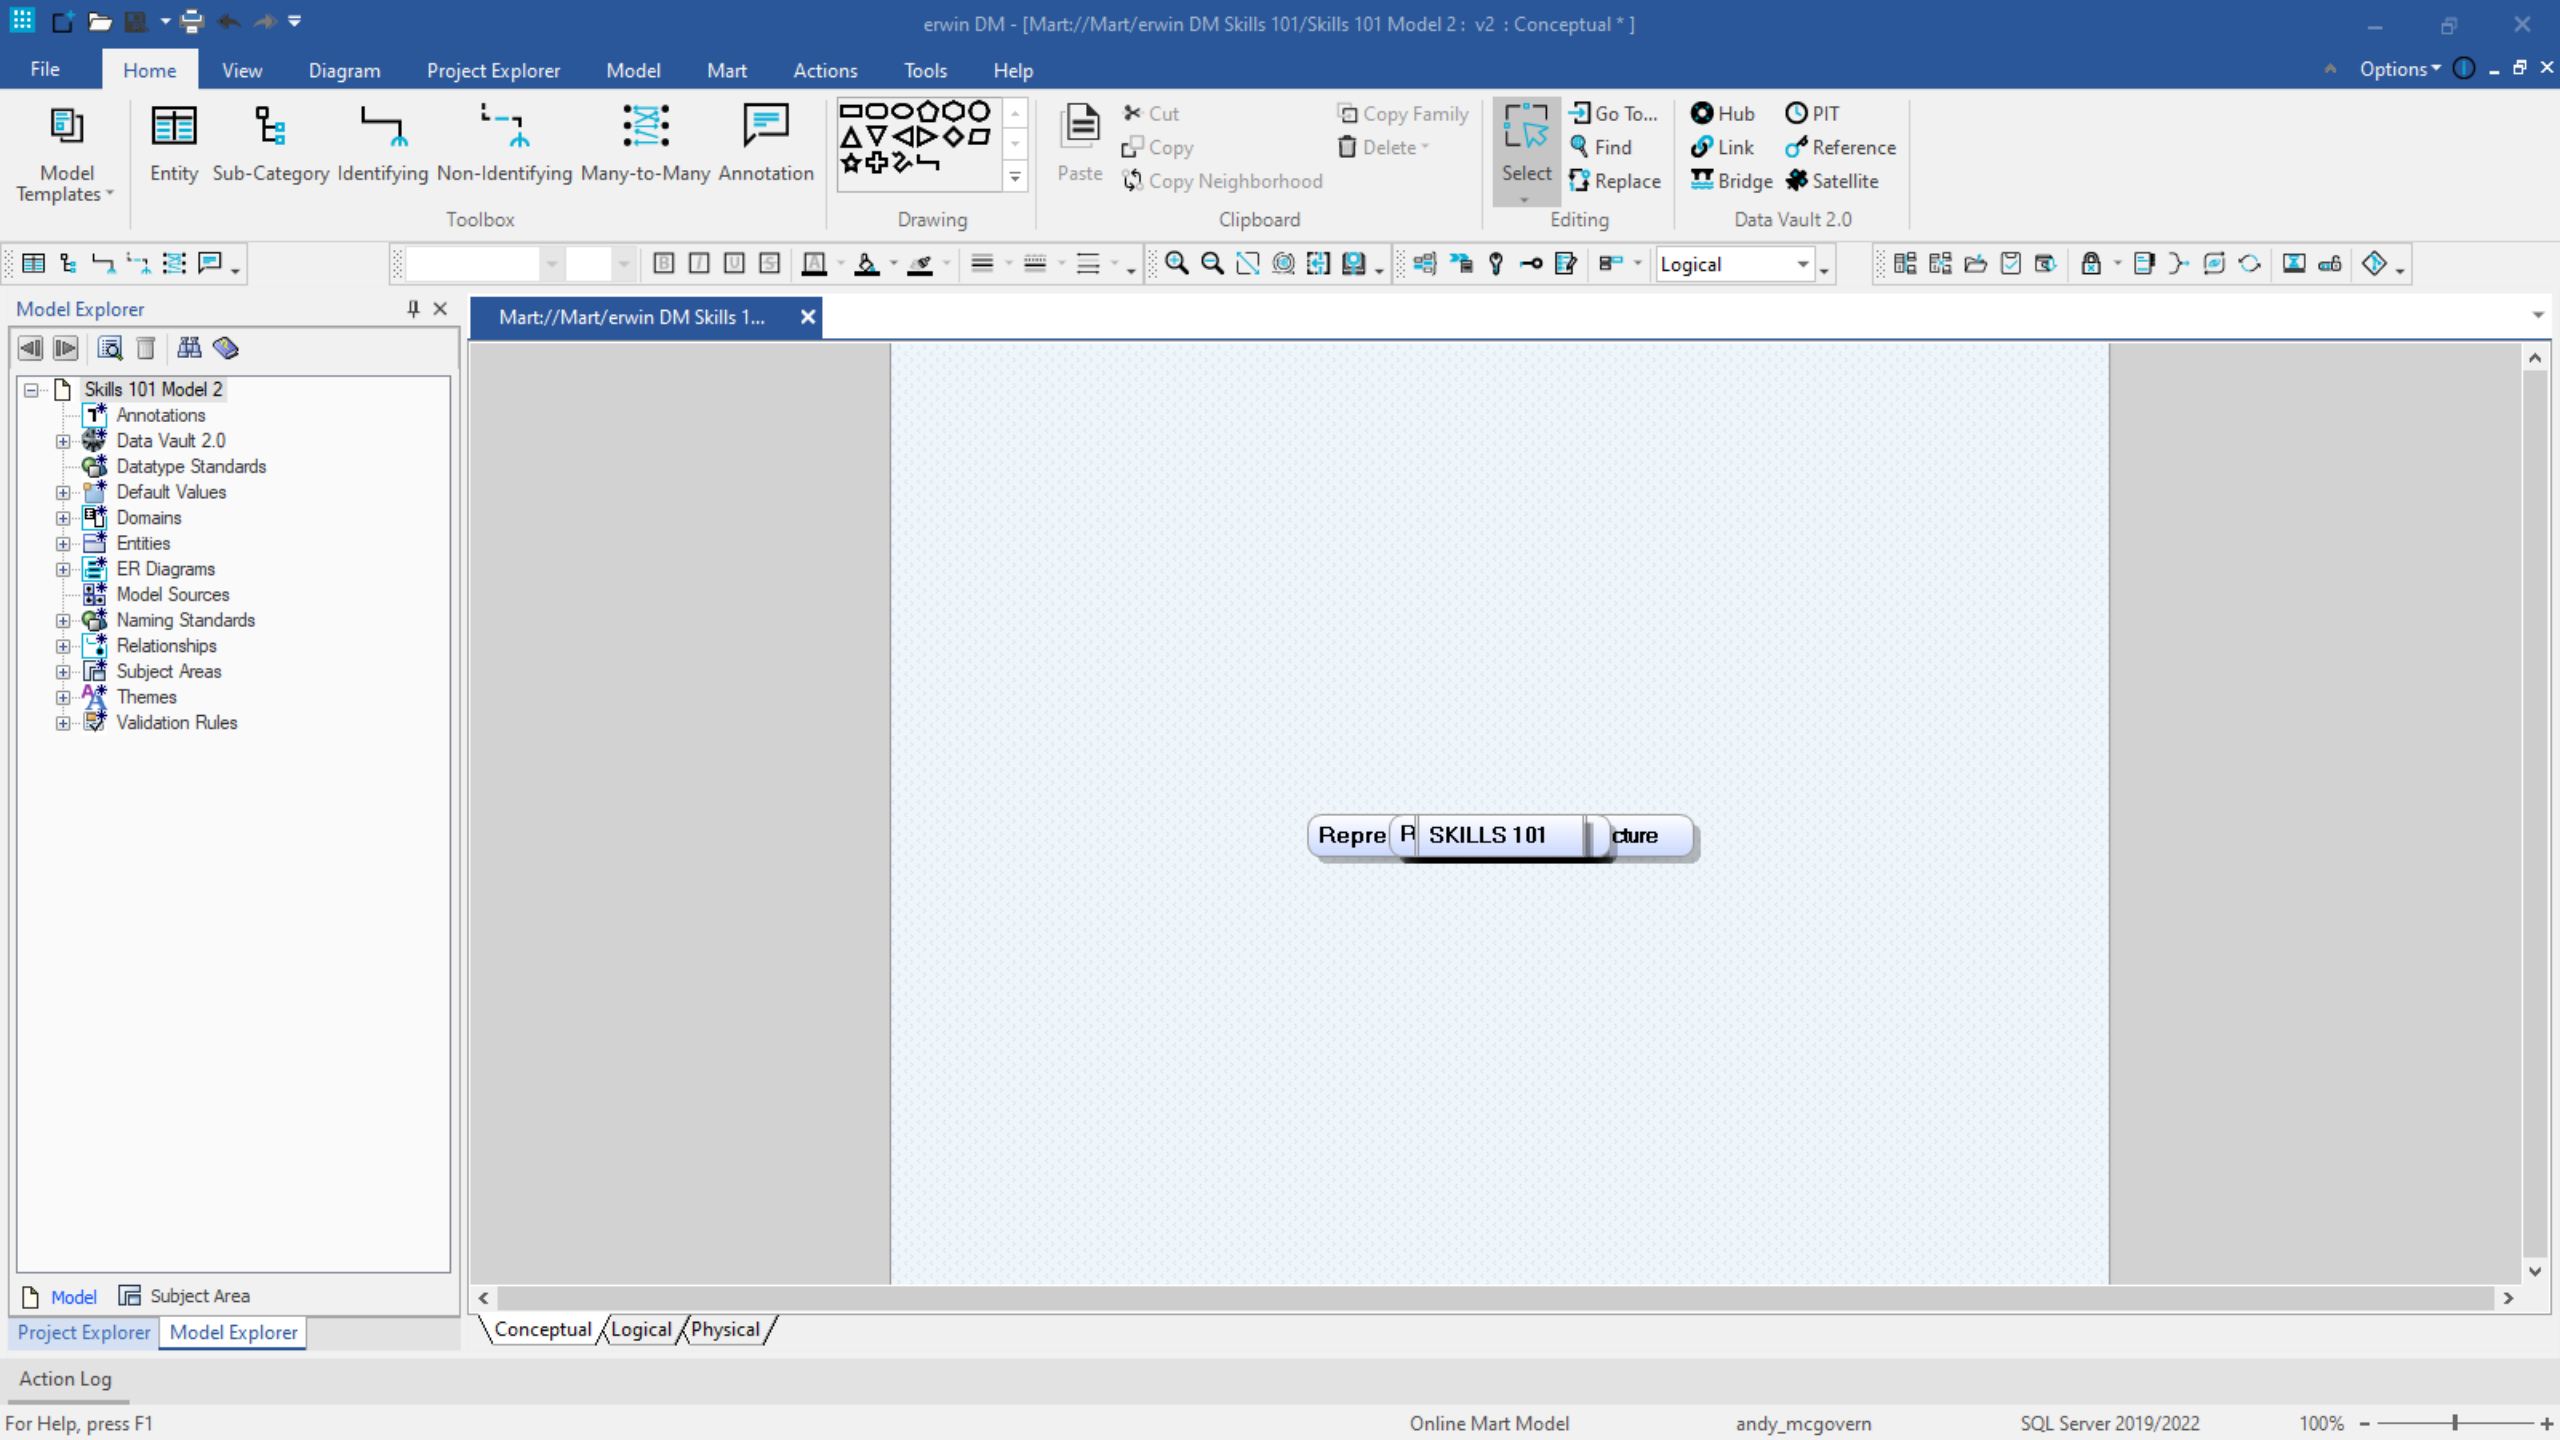 erwin DM - [Mart://Mart/erwin DM Skills 101/Skills 101 Model 2 : v2 : Conceptual * ]
File Home View Diagram Project Explorer Model Mart Actions Tools Help Options
Model Templates
Entity Sub-Category Identifying Non-Identifying Many-to-Many Annotation
Toolbox
Drawing
Paste
Cut
Copy
Copy Neighborhood
Copy Family
Delete
Clipboard
Select
Go To...
Find
Replace
Editing
Hub
Link
Bridge
PIT
Reference
Satellite
Data Vault 2.0
B I U S A Logical
Model Explorer
Mart://Mart/erwin DM Skills 1...
Skills 101 Model 2
Annotations
Data Vault 2.0
Datatype Standards
Default Values
Domains
Entities
ER Diagrams
Model Sources
Naming Standards
Relationships
Subject Areas
Themes
Validation Rules
Repre R SKILLS 101 cture
Model Subject Area
Project Explorer Model Explorer
Conceptual Logical Physical
Action Log
For Help, press F1 Online Mart Model andy_mcgovern SQL Server 2019/2022 100%